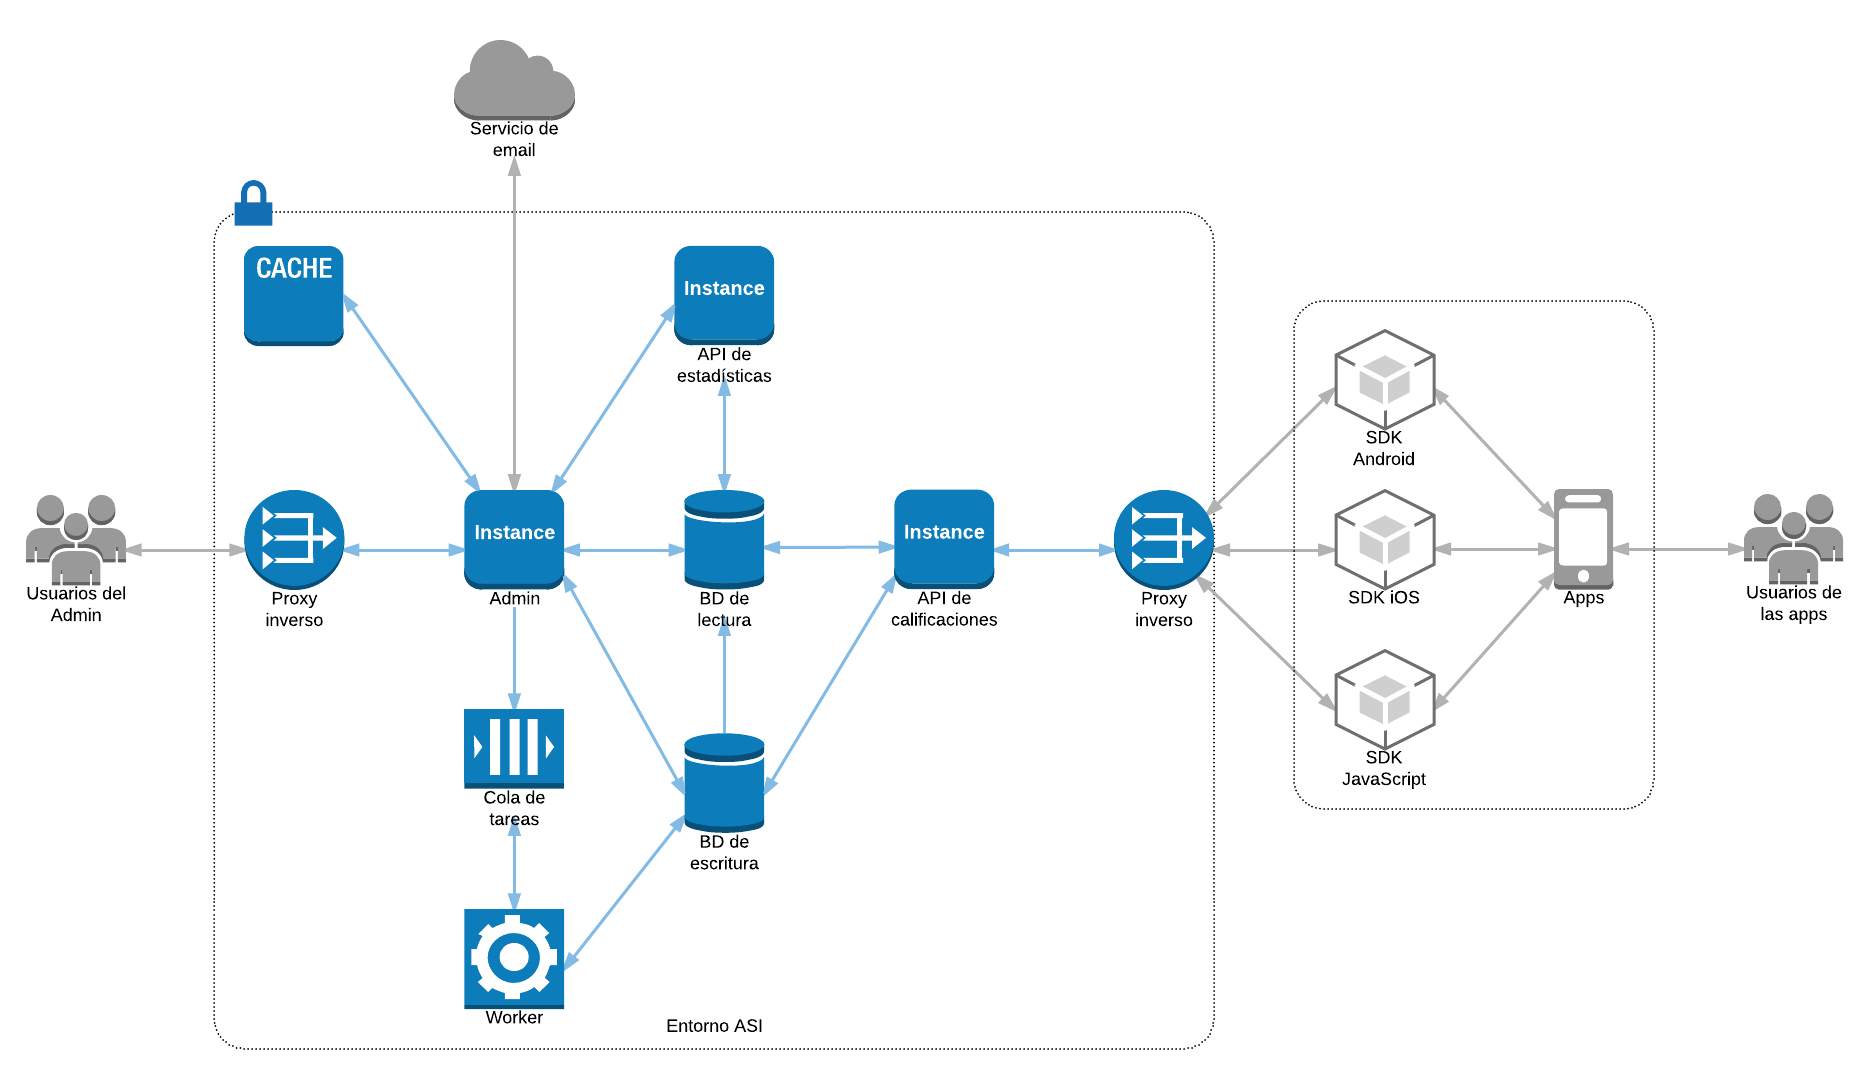 Servicio de
email
CACHE
Instance
API de
estadísticas
SDK
Android
Usuarios del
Admin
Proxy
inverso
Instance
Admin
BD de
lectura
Instance
API de
calificaciones
Proxy
inverso
SDK iOS
Apps
Usuarios de
las apps
SDK
JavaScript
Cola de
tareas
BD de
escritura
Worker
Entorno ASI